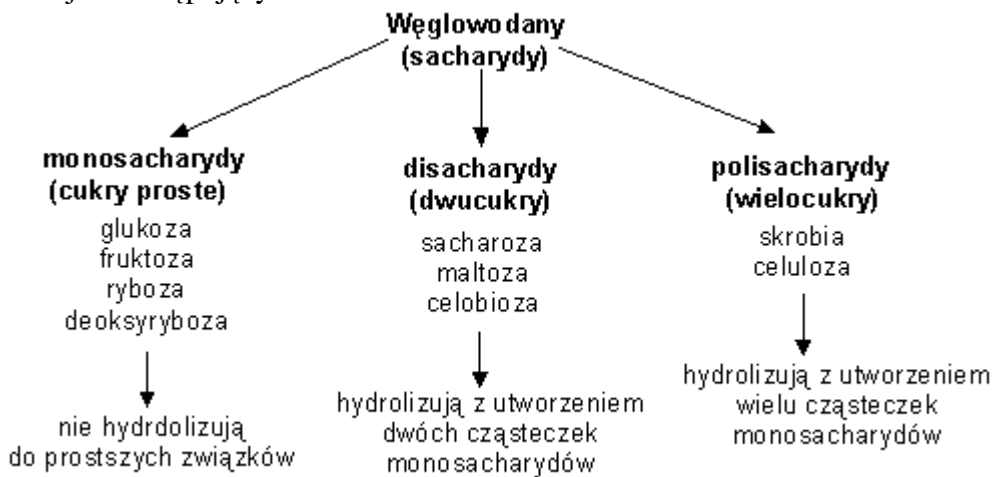 Węglowodany
(sacharydy)
monosacharydy
(cukry proste)
glukoza
fruktoza
ryboza
deoksyryboza
nie hydrdolizują
do prostszych związków
disacharydy
(dwucukry)
sacharoza
maltoza
celobioza
hydrolizują z utworzeniem
dwóch cząsteczek
monosacharydów
polisacharydy
(wielocukry)
skrobia
celuloza
hydrolizują z utworzeniem
wielu cząsteczek
monosacharydów